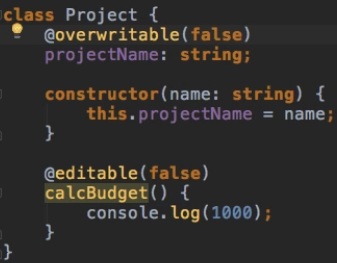 class Project {
    @overwritable(false)
    projectName: string;

    constructor(name: string) {
        this.projectName = name;
    }

    @editable(false)
    calcBudget() {
        console.log(1000);
    }
}